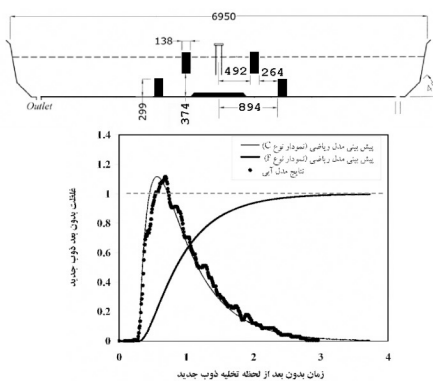 6950
138
492
264
299
374
894
Outlet
1.4
1.2
1
0.8
0.6
0.4
0.2
0
0 1 2 3 4
پیش بینی مدل ریاضی (نمودار نوع C)
پیش بینی مدل ریاضی (نمودار نوع F)
نتایج مدل آبی
غلظت بدون بعد ذوب جدید
زمان بدون بعد از لحظه تخلیه ذوب جدید